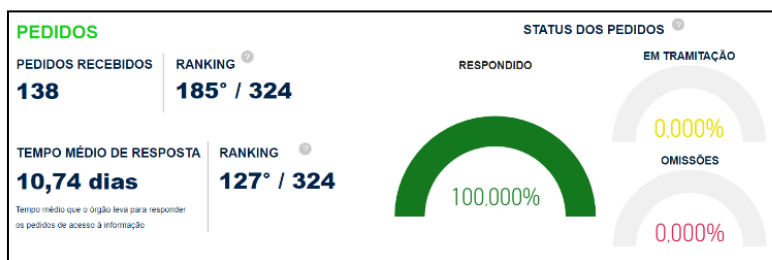 PEDIDOS
PEDIDOS RECEBIDOS
138
RANKING ?
185° / 324
TEMPO MÉDIO DE RESPOSTA
10,74 dias
Tempo médio que o órgão leva para responder
os pedidos de acesso à informação
RANKING ?
127° / 324
STATUS DOS PEDIDOS ?
RESPONDIDO
100.000%
EM TRAMITAÇÃO
0.000%
OMISSÕES
0.000%